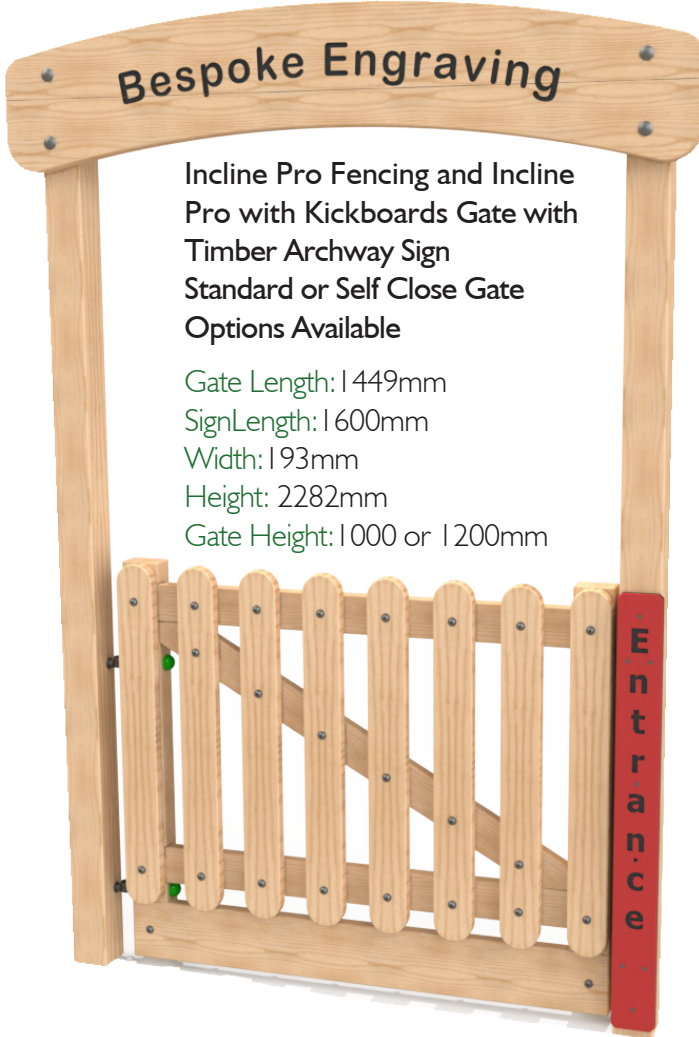 Bespoke Engraving
Incline Pro Fencing and Incline
Pro with Kickboards Gate with
Timber Archway Sign
Standard or Self Close Gate
Options Available
Gate Length:1449mm
SignLength:1600mm
Width:193mm
Height: 2282mm
Gate Height:1000 or 1200mm
Entrance